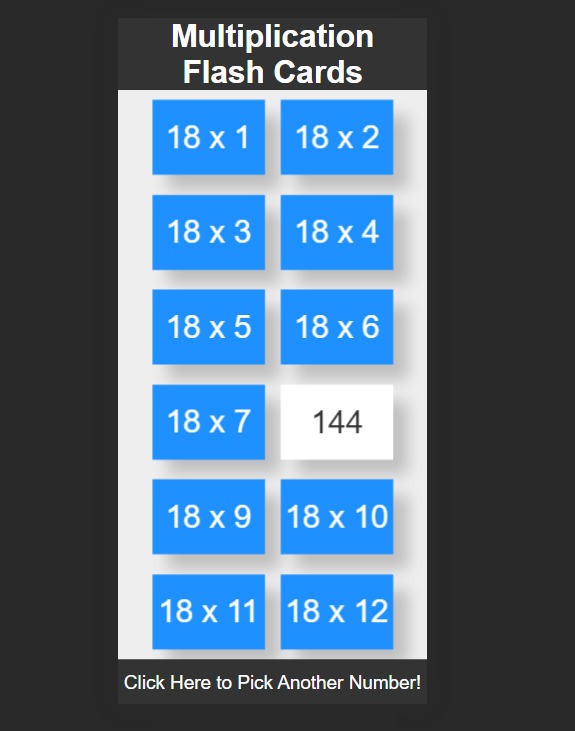 Multiplication
Flash Cards
18 x 1 18 x 2
18 x 3 18 x 4
18 x 5 18 x 6
18 x 7 144
18 x 9 18 x 10
18 x 11 18 x 12
Click Here to Pick Another Number!